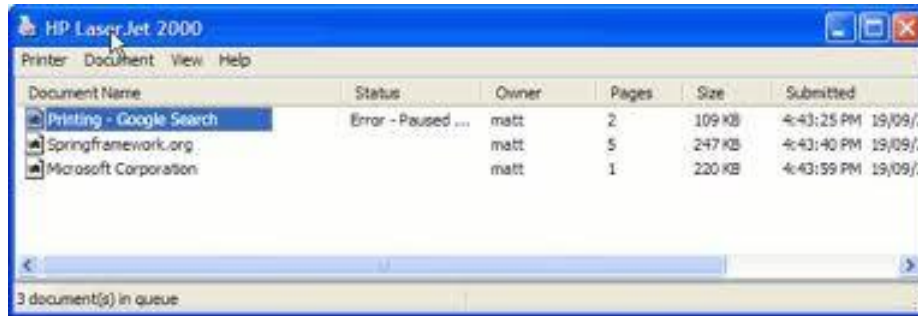 HP LaserJet 2000
Printer Document View Help
Document Name Status Owner Pages Size Submitted
Printing - Google Search Error - Paused ... matt 2 109 KB 4:43:25 PM 19/09/
Springframework.org matt 5 247 KB 4:43:40 PM 19/09/
Microsoft Corporation matt 1 220 KB 4:43:59 PM 19/09/
3 document(s) in queue